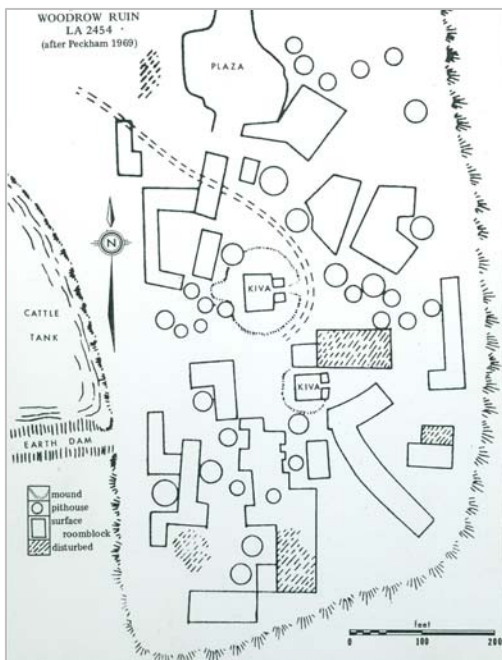 WOODROW RUIN
LA 2454
(after Peckham 1969)
PLAZA
N
KIVA
CATTLE
TANK
KIVA
EARTH DAM
mound
pithouse
surface
roomblock
disturbed
feet
0 100 200